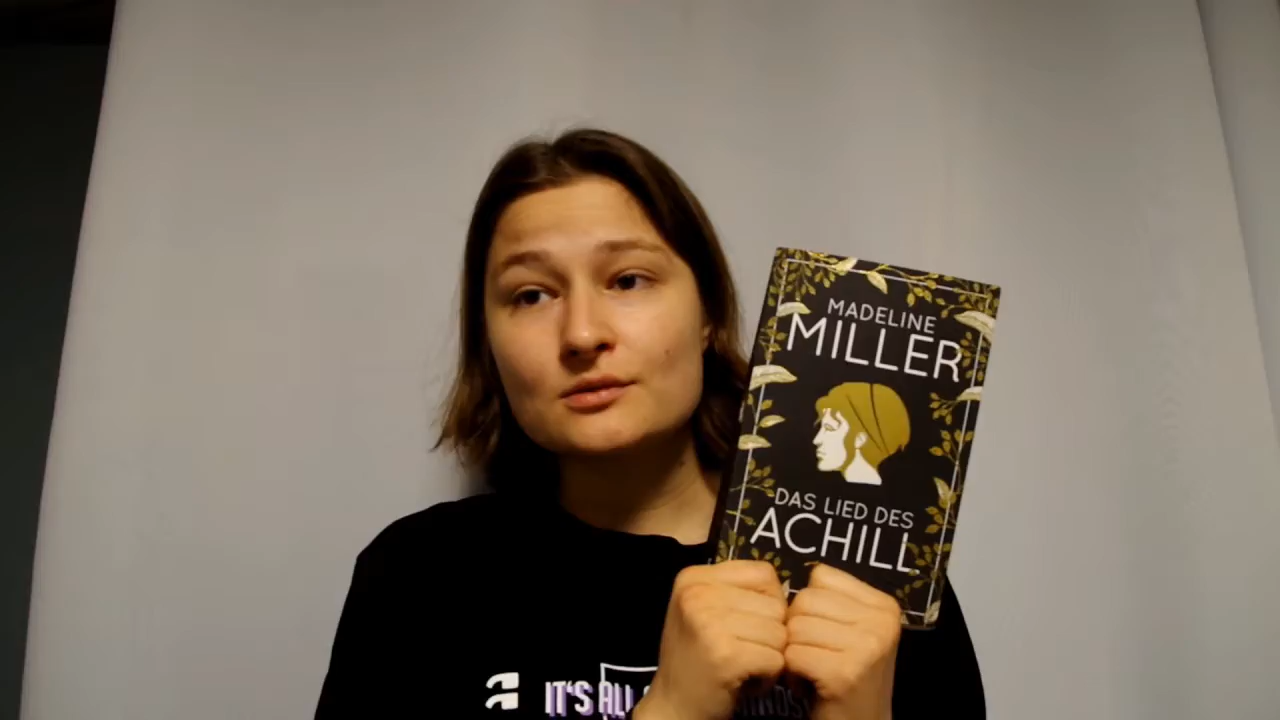 MADELINE
MILLER
DAS LIED DES
ACHILL
IT'S ALL